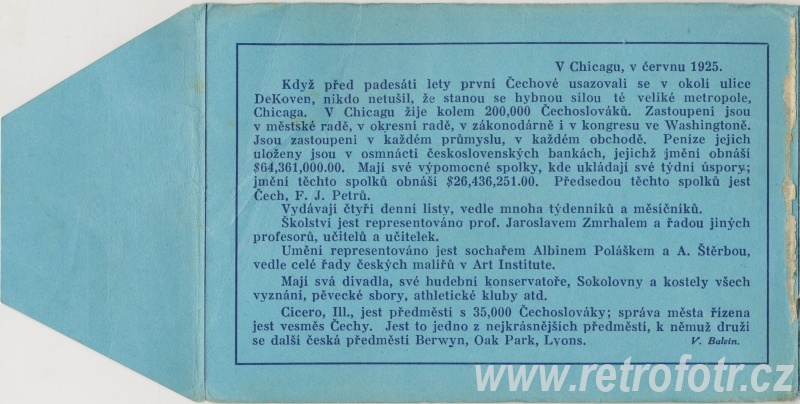 V Chicagu, v červnu 1925.
Když před padesáti lety první Čechové usazovali se v okolí ulice
DeKoven, nikdo netušil, že stanou se hybnou silou té veliké metropole,
Chicaga. V Chicagu žije kolem 200,000 Čechoslováků. Zastoupeni jsou
v městské radě, v okresní radě, v zákonodárně i v kongresu ve Washingtoně.
Jsou zastoupeni v každém průmyslu, v každém obchodě. Peníze jejich
uloženy jsou v osmnácti československých bankách, jejichž jmění obnáší
$64,361,000.00. Mají své výpomocné spolky, kde ukládají své týdní úspory;
jmění těchto spolků obnáší $26,436,251.00. Předsedou těchto spolků jest
Čech, F. J. Petrů.
Vydávají čtyři denní listy, vedle mnoha týdenníků a měsíčníků.
Školství jest representováno prof. Jaroslavem Zmrhalem a řadou jiných
profesorů, učitelů a učitelek.
Umění representováno jest sochařem Albinem Poláškem a A. Štěrbou,
vedle celé řady českých malířů v Art Institute.
Mají svá divadla, své hudební konservatoře, Sokolovny a kostely všech
vyznání, pěvecké sbory, athletické kluby atd.
Cicero, Ill., jest předměstí s 35,000 Čechoslováky; správa města řízena
jest vesměs Čechy. Jest to jedno z nejkrásnějších předměstí, k němuž druží
se další česká předměstí Berwyn, Oak Park, Lyons. V. Balvín.
www.retrofotr.cz